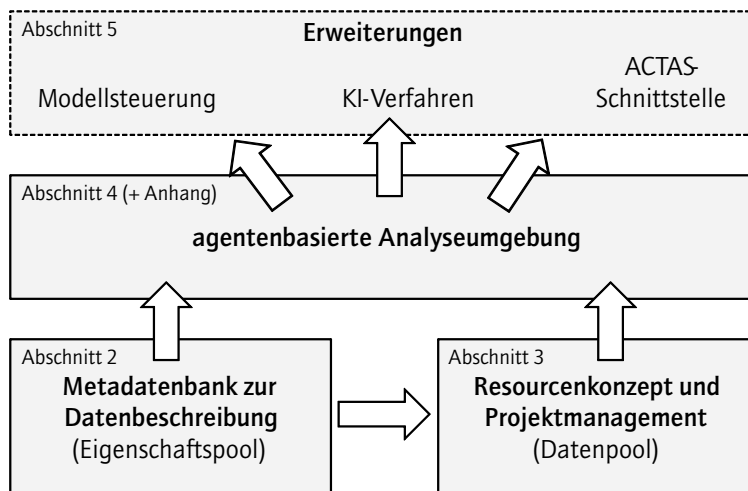 Abschnitt 5
Erweiterungen
Modellsteuerung
KI-Verfahren
ACTAS-
Schnittstelle
Abschnitt 4 (+ Anhang)
agentenbasierte Analyseumgebung
Abschnitt 2
Metadatenbank zur
Datenbeschreibung
(Eigenschaftspool)
Abschnitt 3
Resourcenkonzept und
Projektmanagement
(Datenpool)